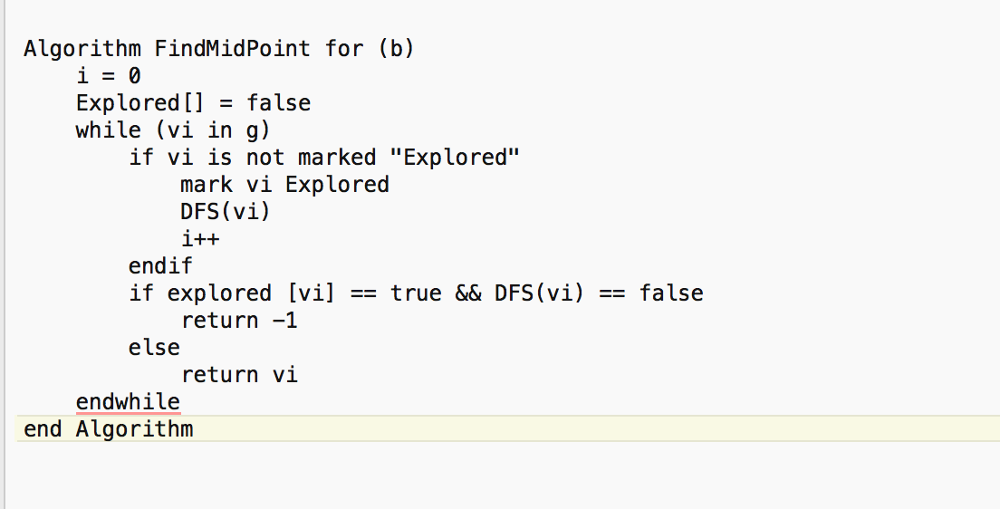 Algorithm FindMidPoint for (b)
i = 0
Explored[] = false
while (vi in g)
if vi is not marked "Explored"
mark vi Explored
DFS(vi)
i++
endif
if explored [vi] == true && DFS(vi) == false
return -1
else
return vi
endwhile
end Algorithm